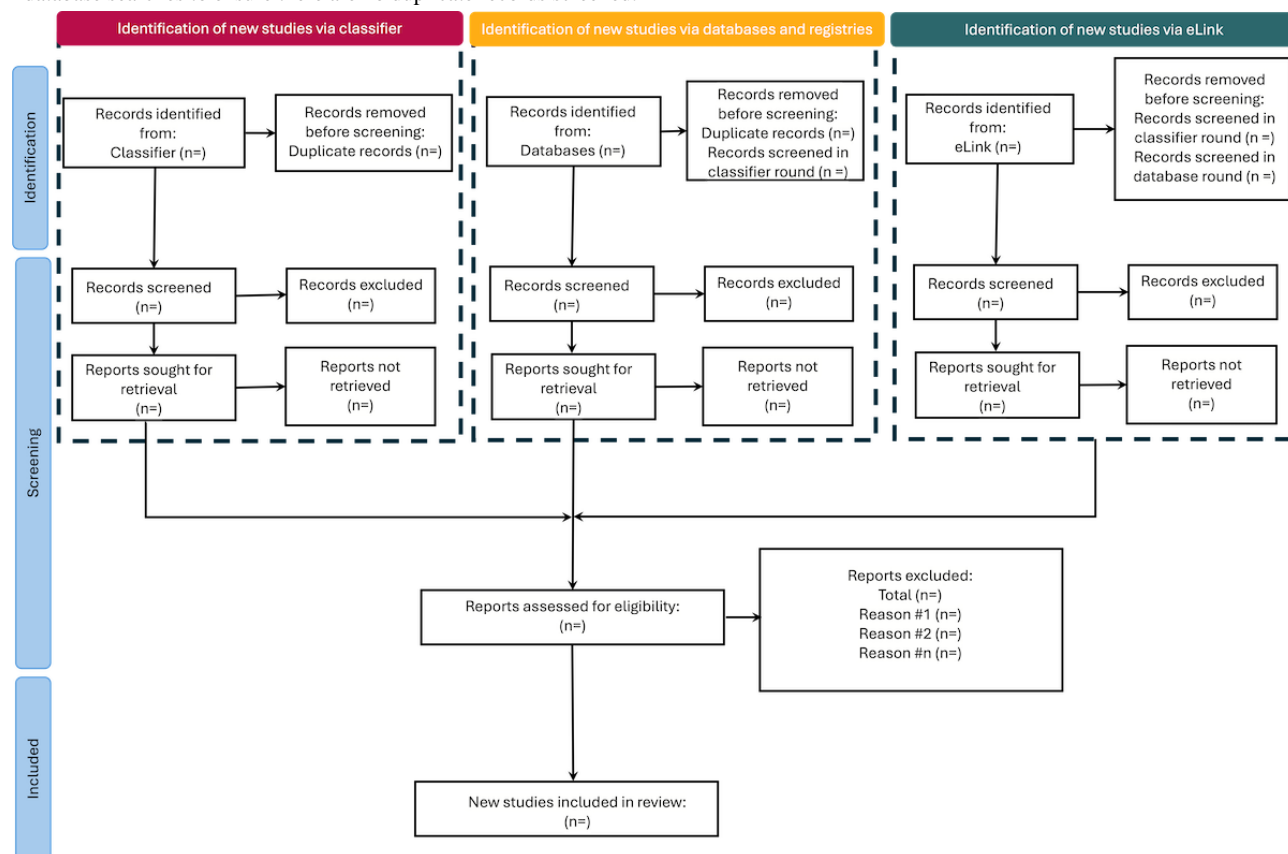 Identification of new studies via classifier
Identification of new studies via databases and registries
Identification of new studies via eLink
Identification
Records identified
from:
Classifier (n=)
Records removed
before screening:
Duplicate records (n=)
Records identified
from:
Databases (n=)
Records removed
before screening:
Duplicate records (n=)
Records screened in
classifier round (n =)
Records identified
from:
eLink (n=)
Records removed
before screening:
Records screened in
classifier round (n =)
Records screened in
database round (n =)
Screening
Records screened
(n=)
Records excluded
(n=)
Records screened
(n=)
Records excluded
(n=)
Records screened
(n=)
Records excluded
(n=)
Reports sought for
retrieval
(n=)
Reports not
retrieved
(n=)
Reports sought for
retrieval
(n=)
Reports not
retrieved
(n=)
Reports sought for
retrieval
(n=)
Reports not
retrieved
(n=)
Reports assessed for eligibility:
(n=)
Reports excluded:
Total (n=)
Reason #1 (n=)
Reason #2 (n=)
Reason #n (n=)
Included
New studies included in review:
(n=)